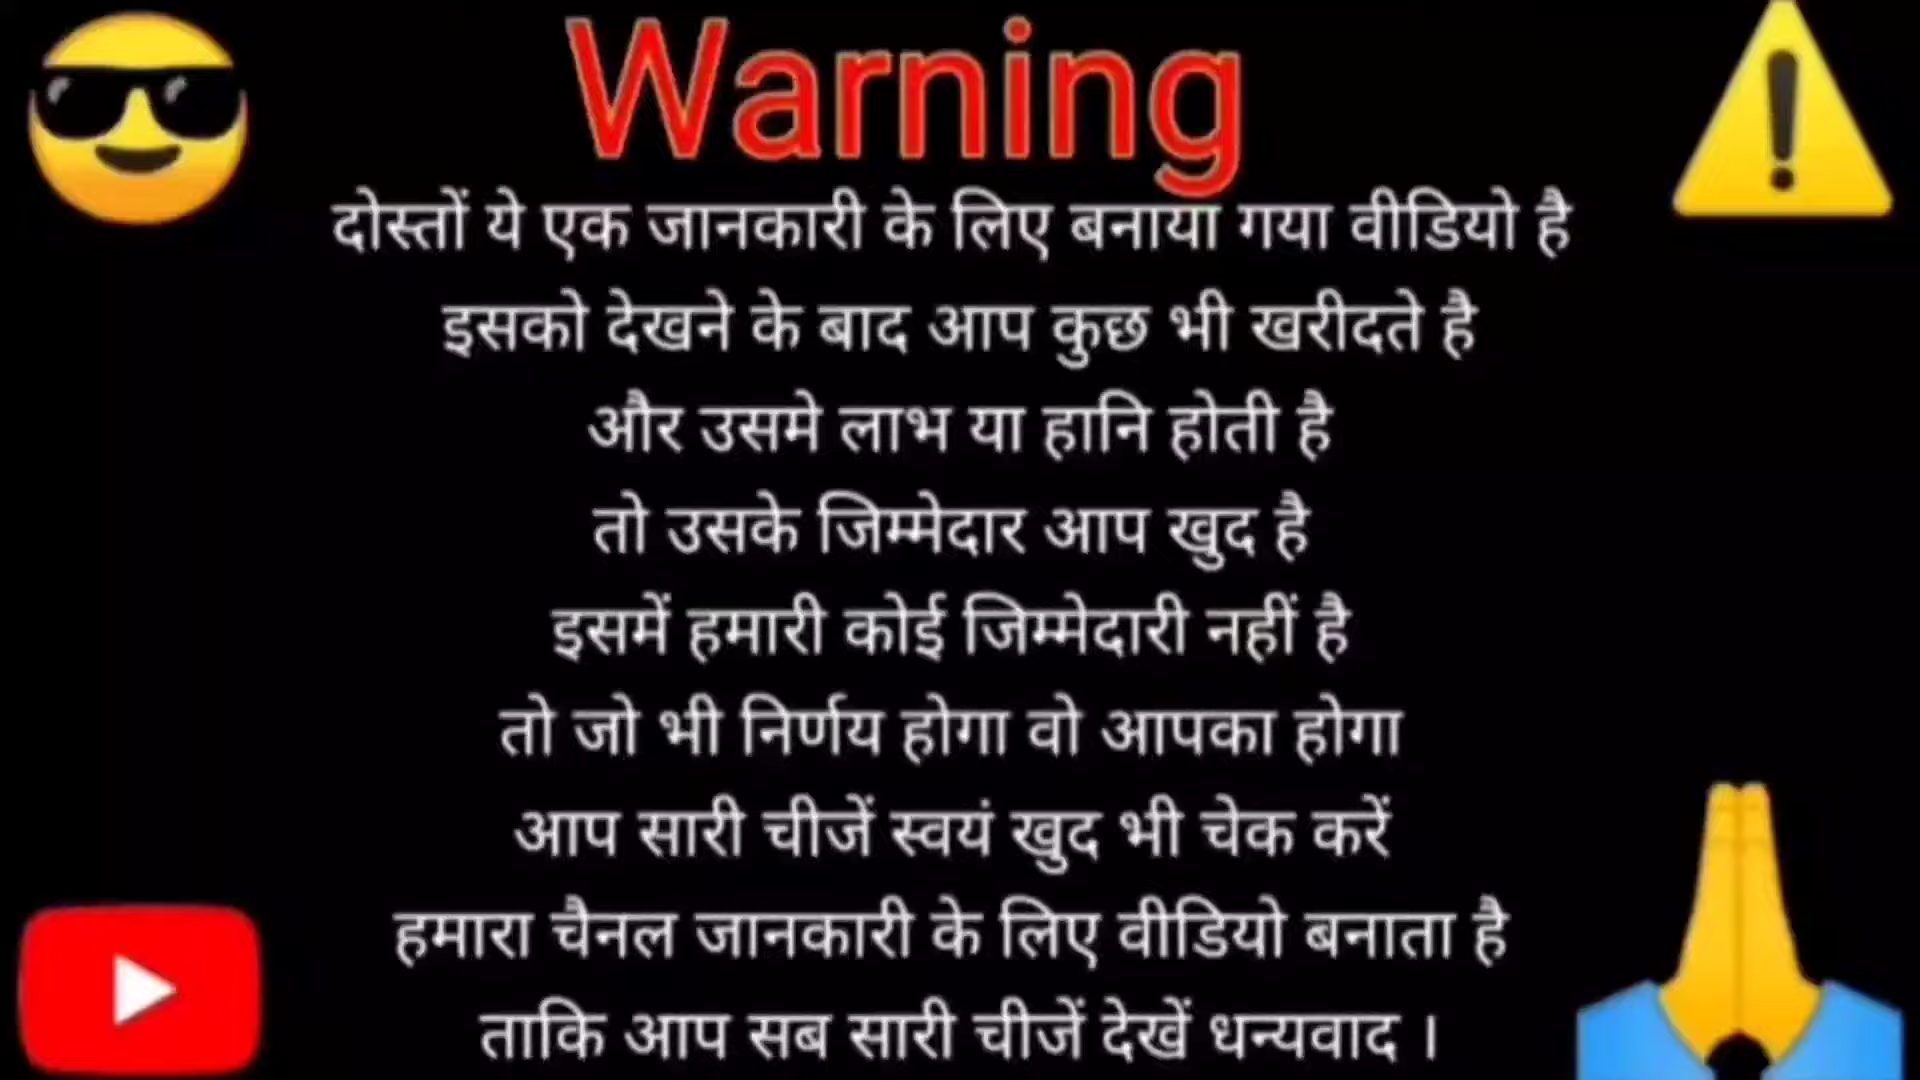 Warning
दोस्तों ये एक जानकारी के लिए बनाया गया वीडियो है
इसको देखने के बाद आप कुछ भी खरीदते है
और उसमे लाभ या हानि होती है
तो उसके जिम्मेदार आप खुद है
इसमें हमारी कोई जिम्मेदारी नहीं है
तो जो भी निर्णय होगा वो आपका होगा
आप सारी चीजें स्वयं खुद भी चेक करें
हमारा चैनल जानकारी के लिए वीडियो बनाता है
ताकि आप सब सारी चीजें देखें धन्यवाद ।